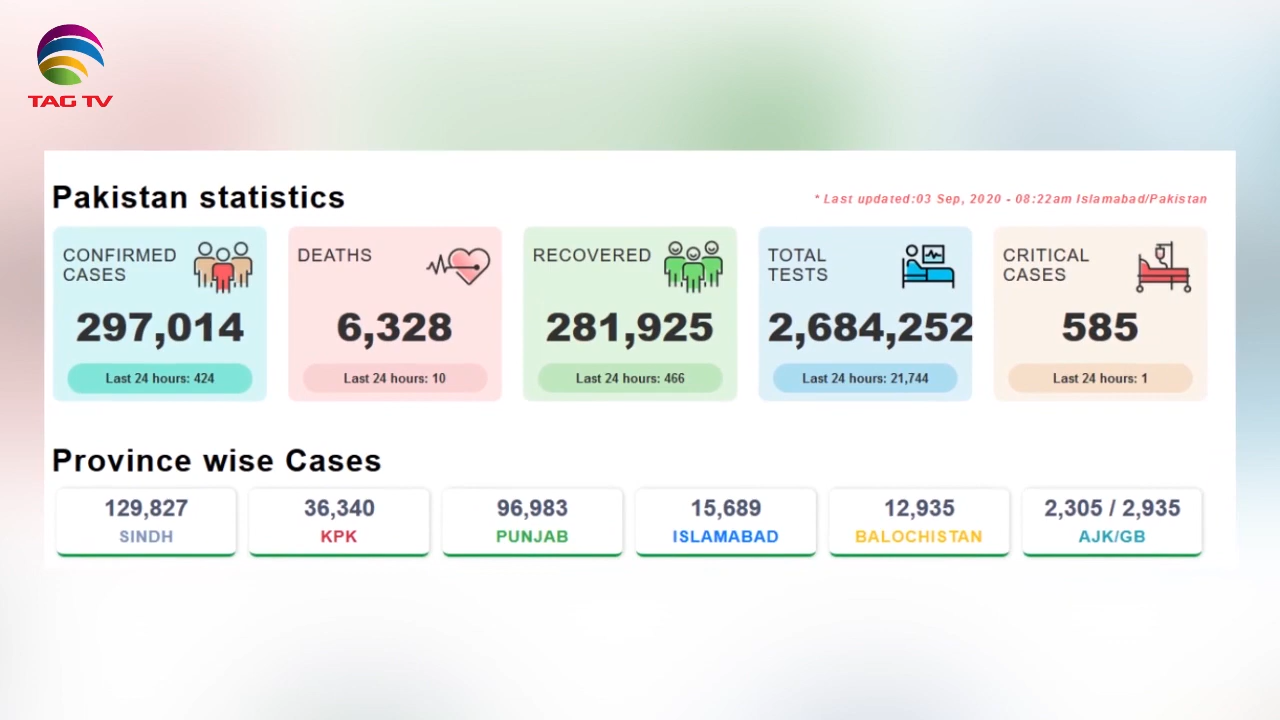 TAG TV
Pakistan statistics
* Last updated:03 Sep, 2020 - 08:22am Islamabad/Pakistan
CONFIRMED
CASES
297,014
Last 24 hours: 424
DEATHS
6,328
Last 24 hours: 10
RECOVERED
281,925
Last 24 hours: 466
TOTAL
TESTS
2,684,252
Last 24 hours: 21,744
CRITICAL
CASES
585
Last 24 hours: 1
Province wise Cases
129,827
SINDH
36,340
KPK
96,983
PUNJAB
15,689
ISLAMABAD
12,935
BALOCHISTAN
2,305 / 2,935
AJK/GB